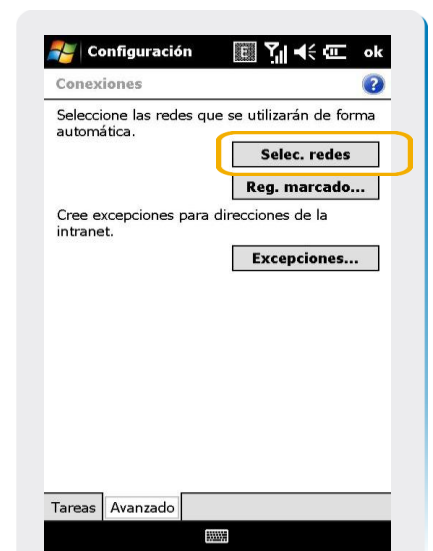 Configuración
E
ok
Conexiones
?
Seleccione las redes que se utilizarán de forma
automática.
Selec. redes
Reg. marcado...
Cree excepciones para direcciones de la
intranet.
Excepciones...
Tareas Avanzado